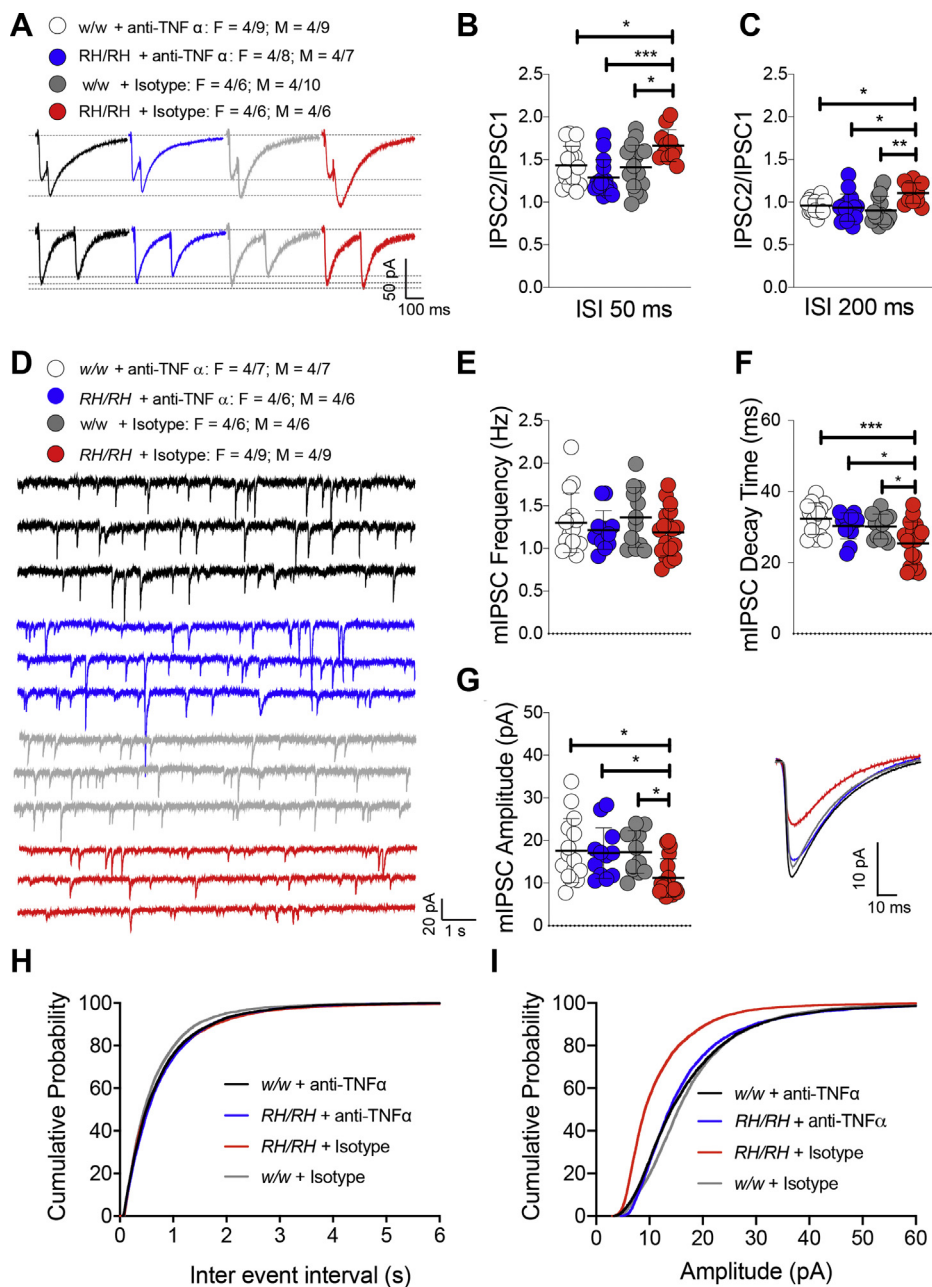 A
w/w + anti-TNF α: F = 4/9; M = 4/9
RH/RH + anti-TNF α: F = 4/8; M = 4/7
w/w + Isotype: F = 4/6; M = 4/10
RH/RH + Isotype: F = 4/6; M = 4/6
50 pA
100 ms
B
*
***
*
2.5
2.0
1.5
1.0
0.5
0.0
IPSC2/IPSC1
ISI 50 ms
C
*
*
**
2.5
2.0
1.5
1.0
0.5
0.0
IPSC2/IPSC1
ISI 200 ms
D
w/w + anti-TNF α: F = 4/7; M = 4/7
RH/RH + anti-TNF α: F = 4/6; M = 4/6
w/w + Isotype: F = 4/6; M = 4/6
RH/RH + Isotype: F = 4/9; M = 4/9
20 pA
1 s
E
2.5
2.0
1.5
1.0
0.5
0.0
mIPSC Frequency (Hz)
F
***
*
*
60
40
20
0
mIPSC Decay Time (ms)
G
*
*
*
50
40
30
20
10
0
mIPSC Amplitude (pA)
10 pA
10 ms
H
100
80
60
40
20
0
Cumulative Probability
w/w + anti-TNFα
RH/RH + anti-TNFα
RH/RH + Isotype
w/w + Isotype
0 1 2 3 4 5 6
Inter event interval (s)
I
100
80
60
40
20
0
Cumulative Probability
w/w + anti-TNFα
RH/RH + anti-TNFα
RH/RH + Isotype
w/w + Isotype
0 10 20 30 40 50 60
Amplitude (pA)